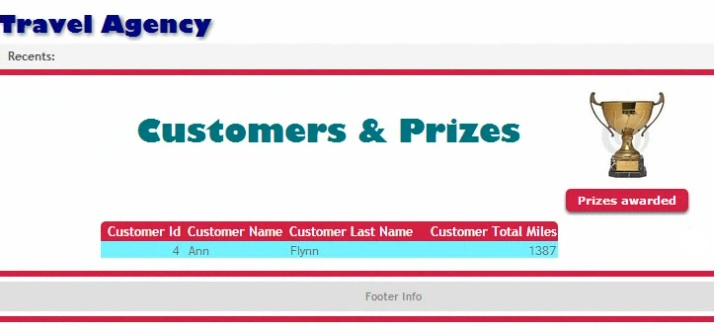 Travel Agency
Recents:
Customers & Prizes
Prizes awarded
Customer Id Customer Name Customer Last Name Customer Total Miles
4 Ann Flynn 1387
Footer Info